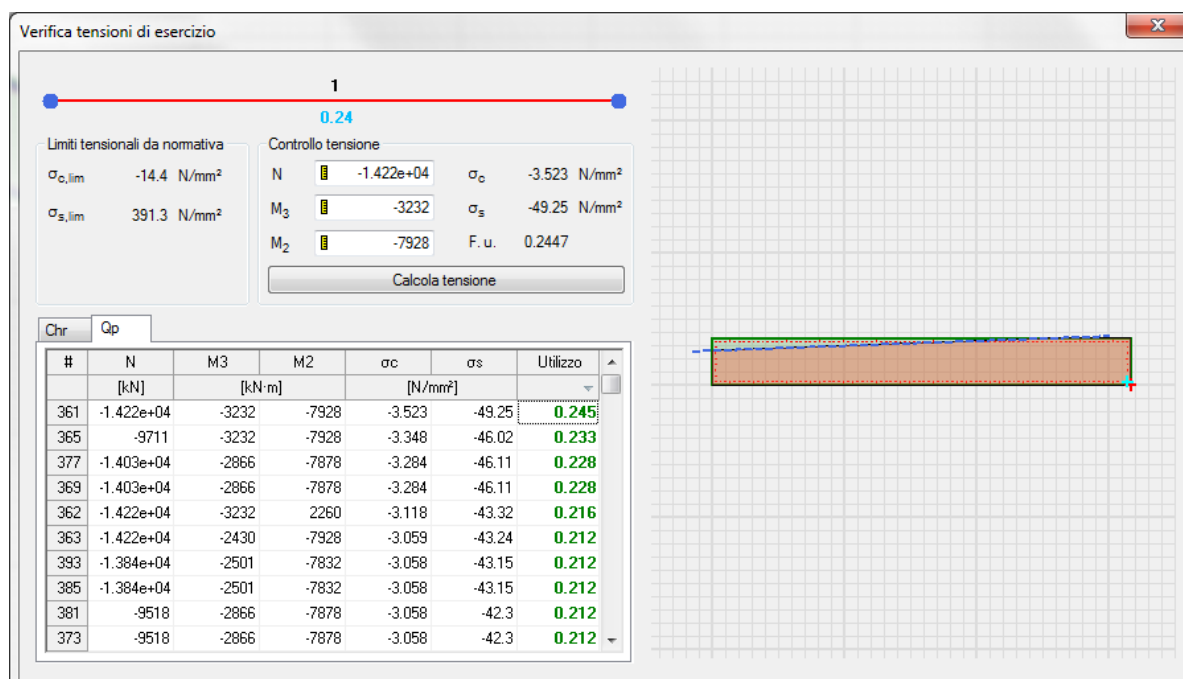 Verifica tensioni di esercizio
1
0.24
Limiti tensionali da normativa
σc,lim -14.4 N/mm²
σs,lim 391.3 N/mm²
Controllo tensione
N -1.422e+04 σc -3.523 N/mm²
M3 -3232 σs -49.25 N/mm²
M2 -7928 F. u. 0.2447
Calcola tensione
Chr Qp
# N M3 M2 σc σs Utilizzo
[kN] [kN·m] [N/mm²]
361 -1.422e+04 -3232 -7928 -3.523 -49.25 0.245
365 -9711 -3232 -7928 -3.348 -46.02 0.233
377 -1.403e+04 -2866 -7878 -3.284 -46.11 0.228
369 -1.403e+04 -2866 -7878 -3.284 -46.11 0.228
362 -1.422e+04 -3232 2260 -3.118 -43.32 0.216
363 -1.422e+04 -2430 -7928 -3.059 -43.24 0.212
393 -1.384e+04 -2501 -7832 -3.058 -43.15 0.212
385 -1.384e+04 -2501 -7832 -3.058 -43.15 0.212
381 -9518 -2866 -7878 -3.058 -42.3 0.212
373 -9518 -2866 -7878 -3.058 -42.3 0.212